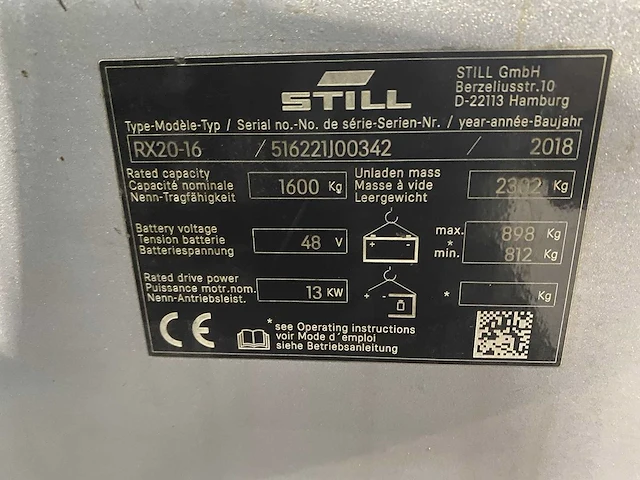 STILL
STILL GmbH
Berzeliusstr.10
D-22113 Hamburg
Type-Modèle-Typ / Serial no.-No. de série-Serien-Nr. / year-année-Baujahr
RX20-16 / 516221J00342 / 2018
Rated capacity
Capacité nominale
Nenn-Tragfähigkeit
1600 Kg
Unladen mass
Masse à vide
Leergewicht
2302 Kg
Battery voltage
Tension batterie
Batteriespannung
48 V
+ -
max. 898 Kg
*
min. 812 Kg
Rated drive power
Puissance motr.nom.
Nenn-Antriebsleist.
13 KW
+ -
* Kg
CE
* see Operating instructions
voir Mode d´emploi
siehe Betriebsanleitung